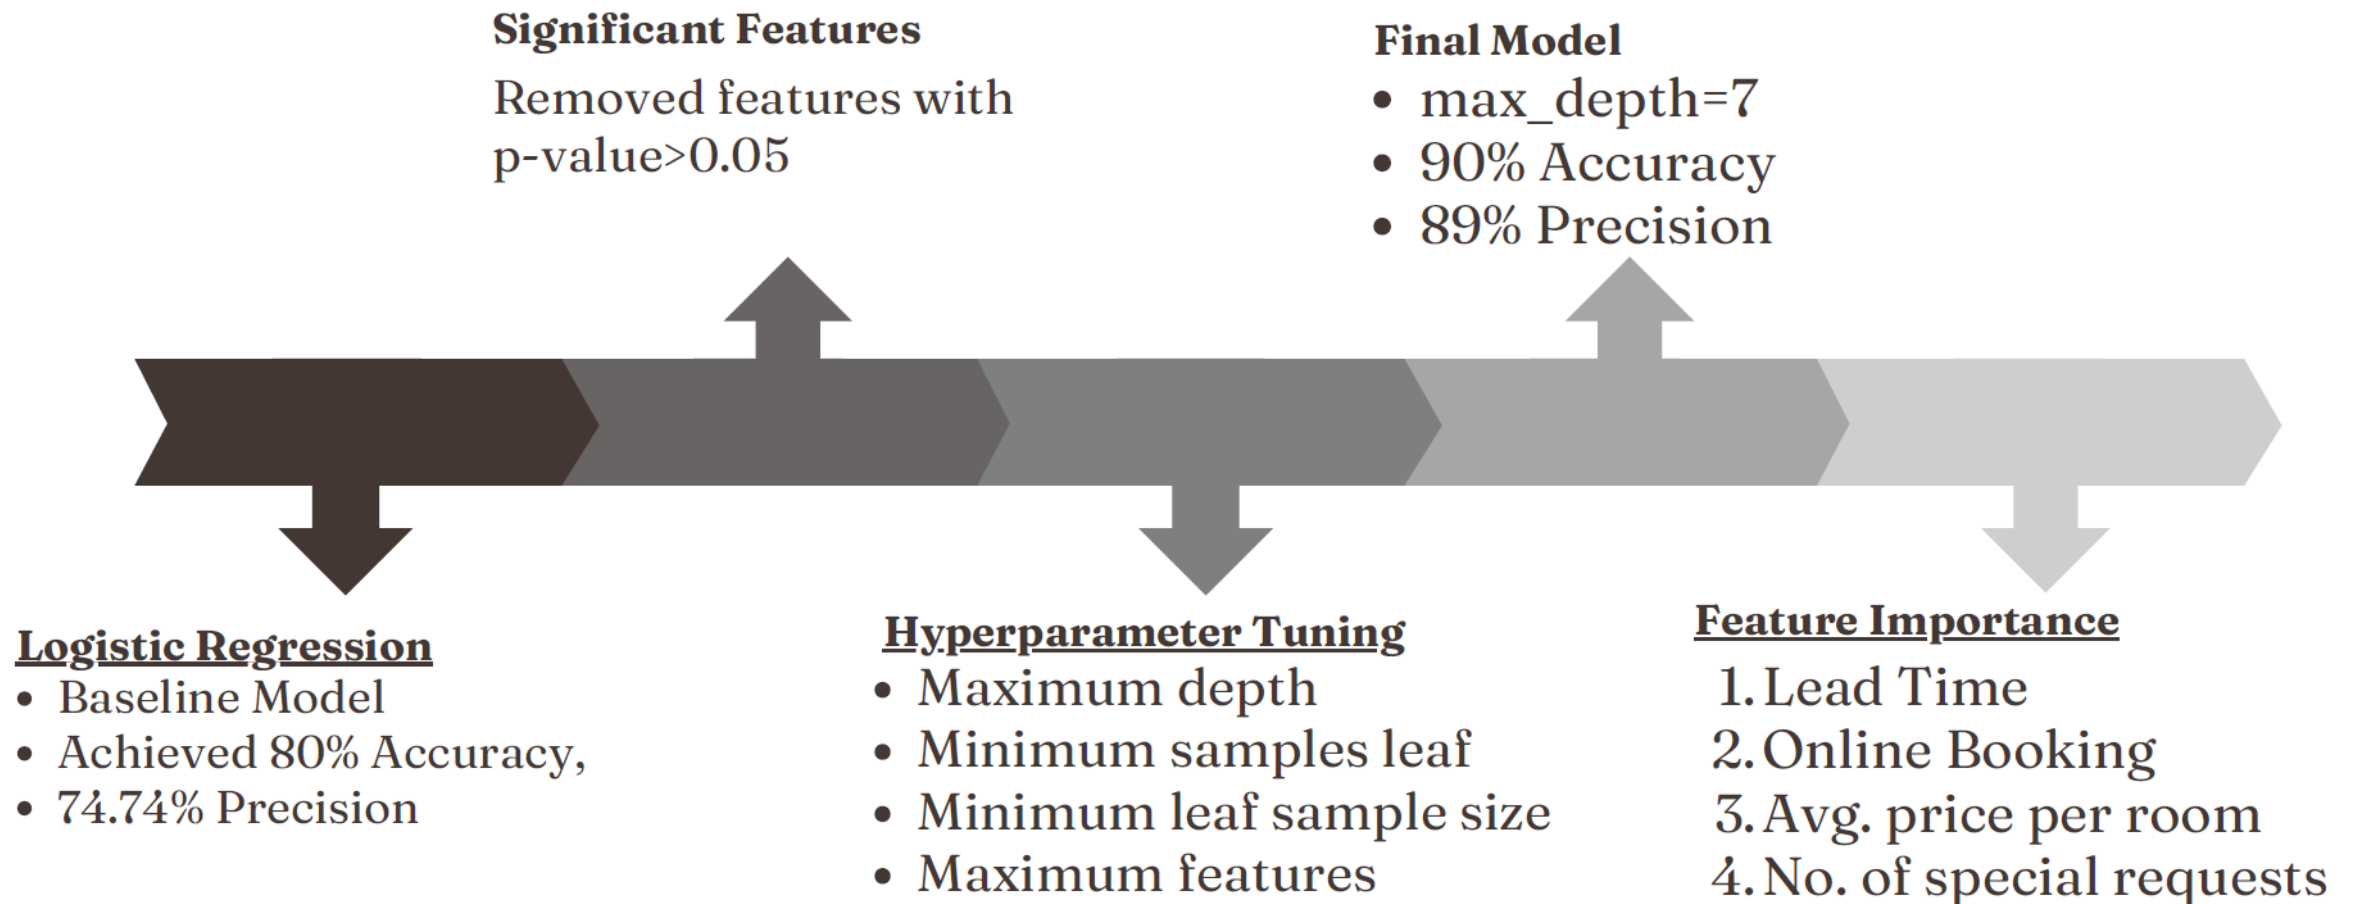 Significant Features
Removed features with
p-value>0.05
Final Model
• max_depth=7
• 90% Accuracy
• 89% Precision
Logistic Regression
• Baseline Model
• Achieved 80% Accuracy,
• 74.74% Precision
Hyperparameter Tuning
• Maximum depth
• Minimum samples leaf
• Minimum leaf sample size
• Maximum features
Feature Importance
1. Lead Time
2. Online Booking
3. Avg. price per room
4. No. of special requests